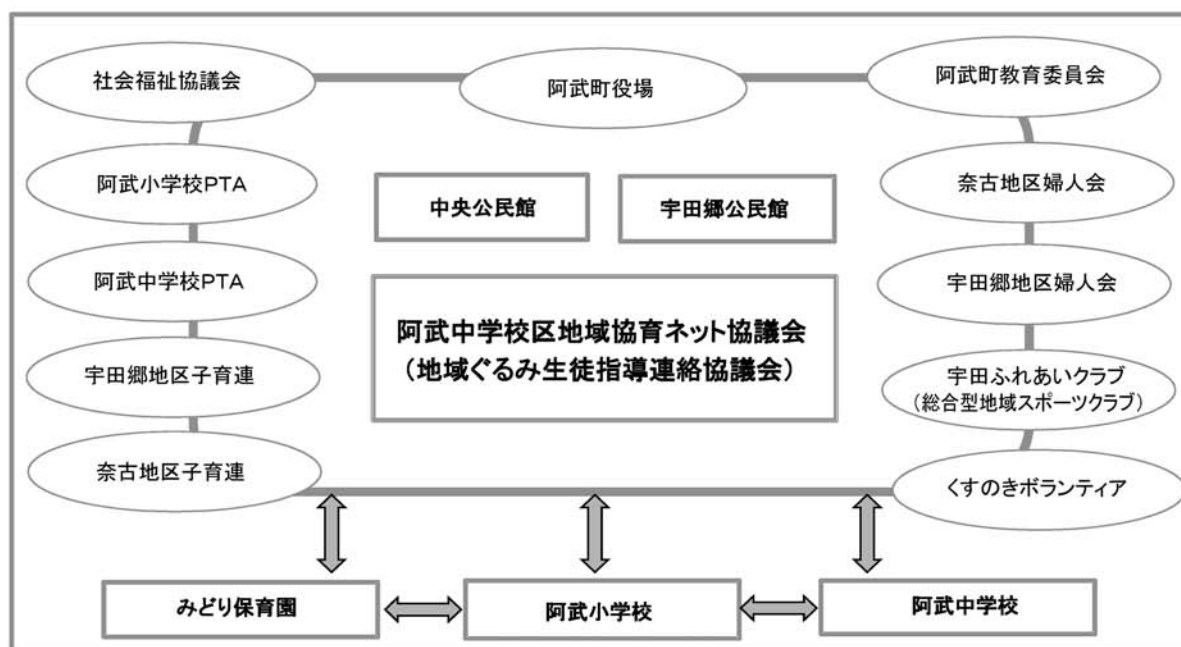 社会福祉協議会
阿武町役場
阿武町教育委員会
阿武小学校PTA
中央公民館
宇田郷公民館
奈古地区婦人会
阿武中学校PTA
宇田郷地区婦人会
阿武中学校区地域協育ネット協議会
（地域ぐるみ生徒指導連絡協議会）
宇田郷地区子育連
宇田ふれあいクラブ
（総合型地域スポーツクラブ）
奈古地区子育連
くすのきボランティア
みどり保育園
阿武小学校
阿武中学校